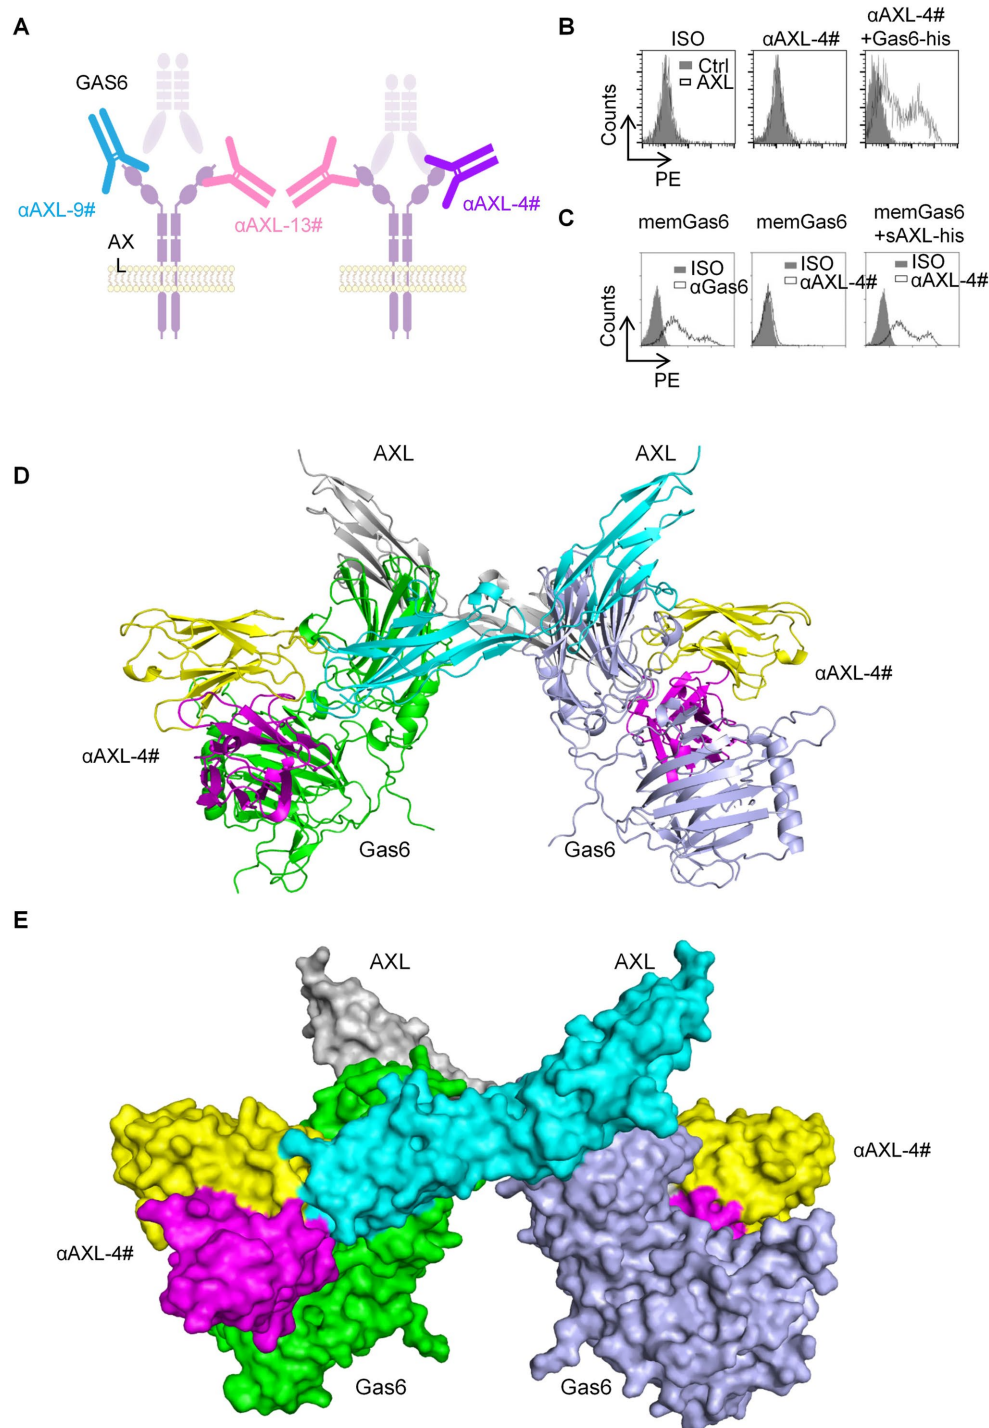 A
GAS6
αAXL-9#
αAXL-13#
αAXL-4#
AX
L
B
ISO
αAXL-4#
αAXL-4#
+Gas6-his
Ctrl
AXL
Counts
PE
C
memGas6
memGas6
memGas6
+sAXL-his
ISO
αGas6
ISO
αAXL-4#
ISO
αAXL-4#
Counts
PE
D
AXL
AXL
αAXL-4#
αAXL-4#
Gas6
Gas6
E
AXL
AXL
αAXL-4#
αAXL-4#
Gas6
Gas6